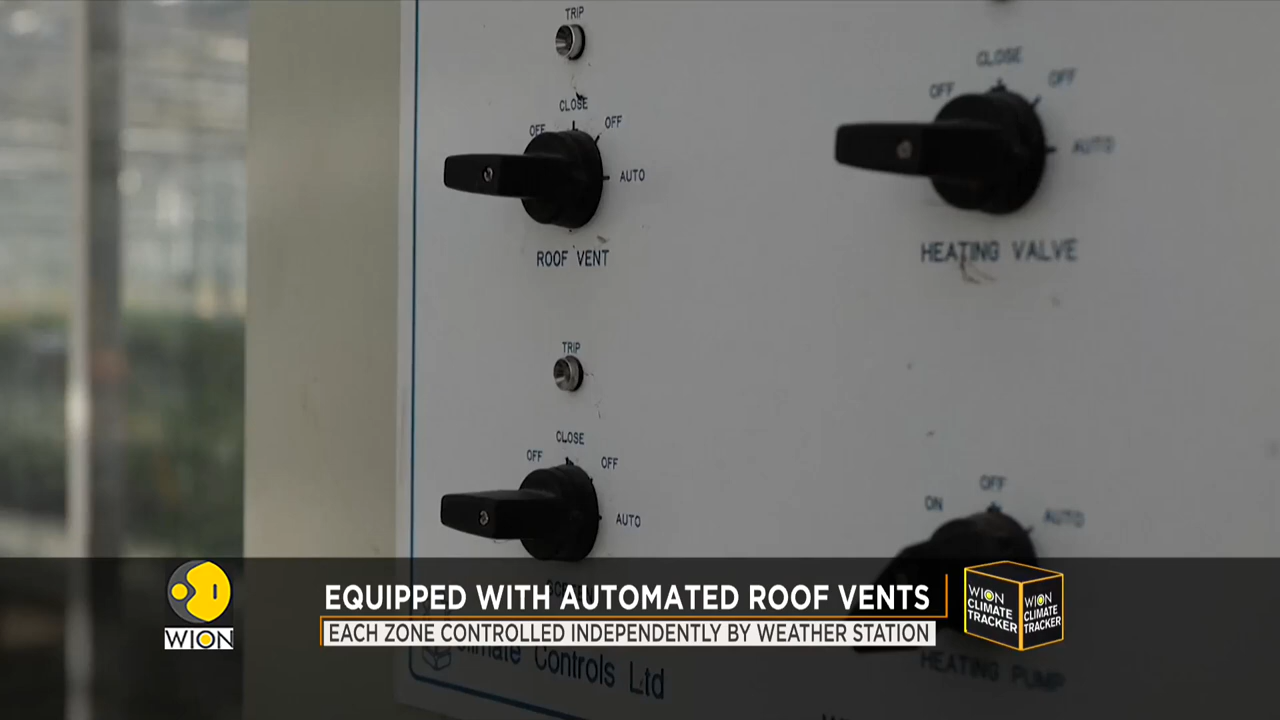 TRIP
CLOSE
OFF
OFF
AUTO
ROOF VENT
CLOSE
OFF
OFF
AUTO
HEATING VALVE
TRIP
CLOSE
OFF
OFF
AUTO
OFF
ON
AUTO
EQUIPPED WITH AUTOMATED ROOF VENTS
EACH ZONE CONTROLLED INDEPENDENTLY BY WEATHER STATION
WION
WION
CLIMATE
TRACKER
WION
CLIMATE
TRACKER
Climate Controls Ltd
HEATING PUMP